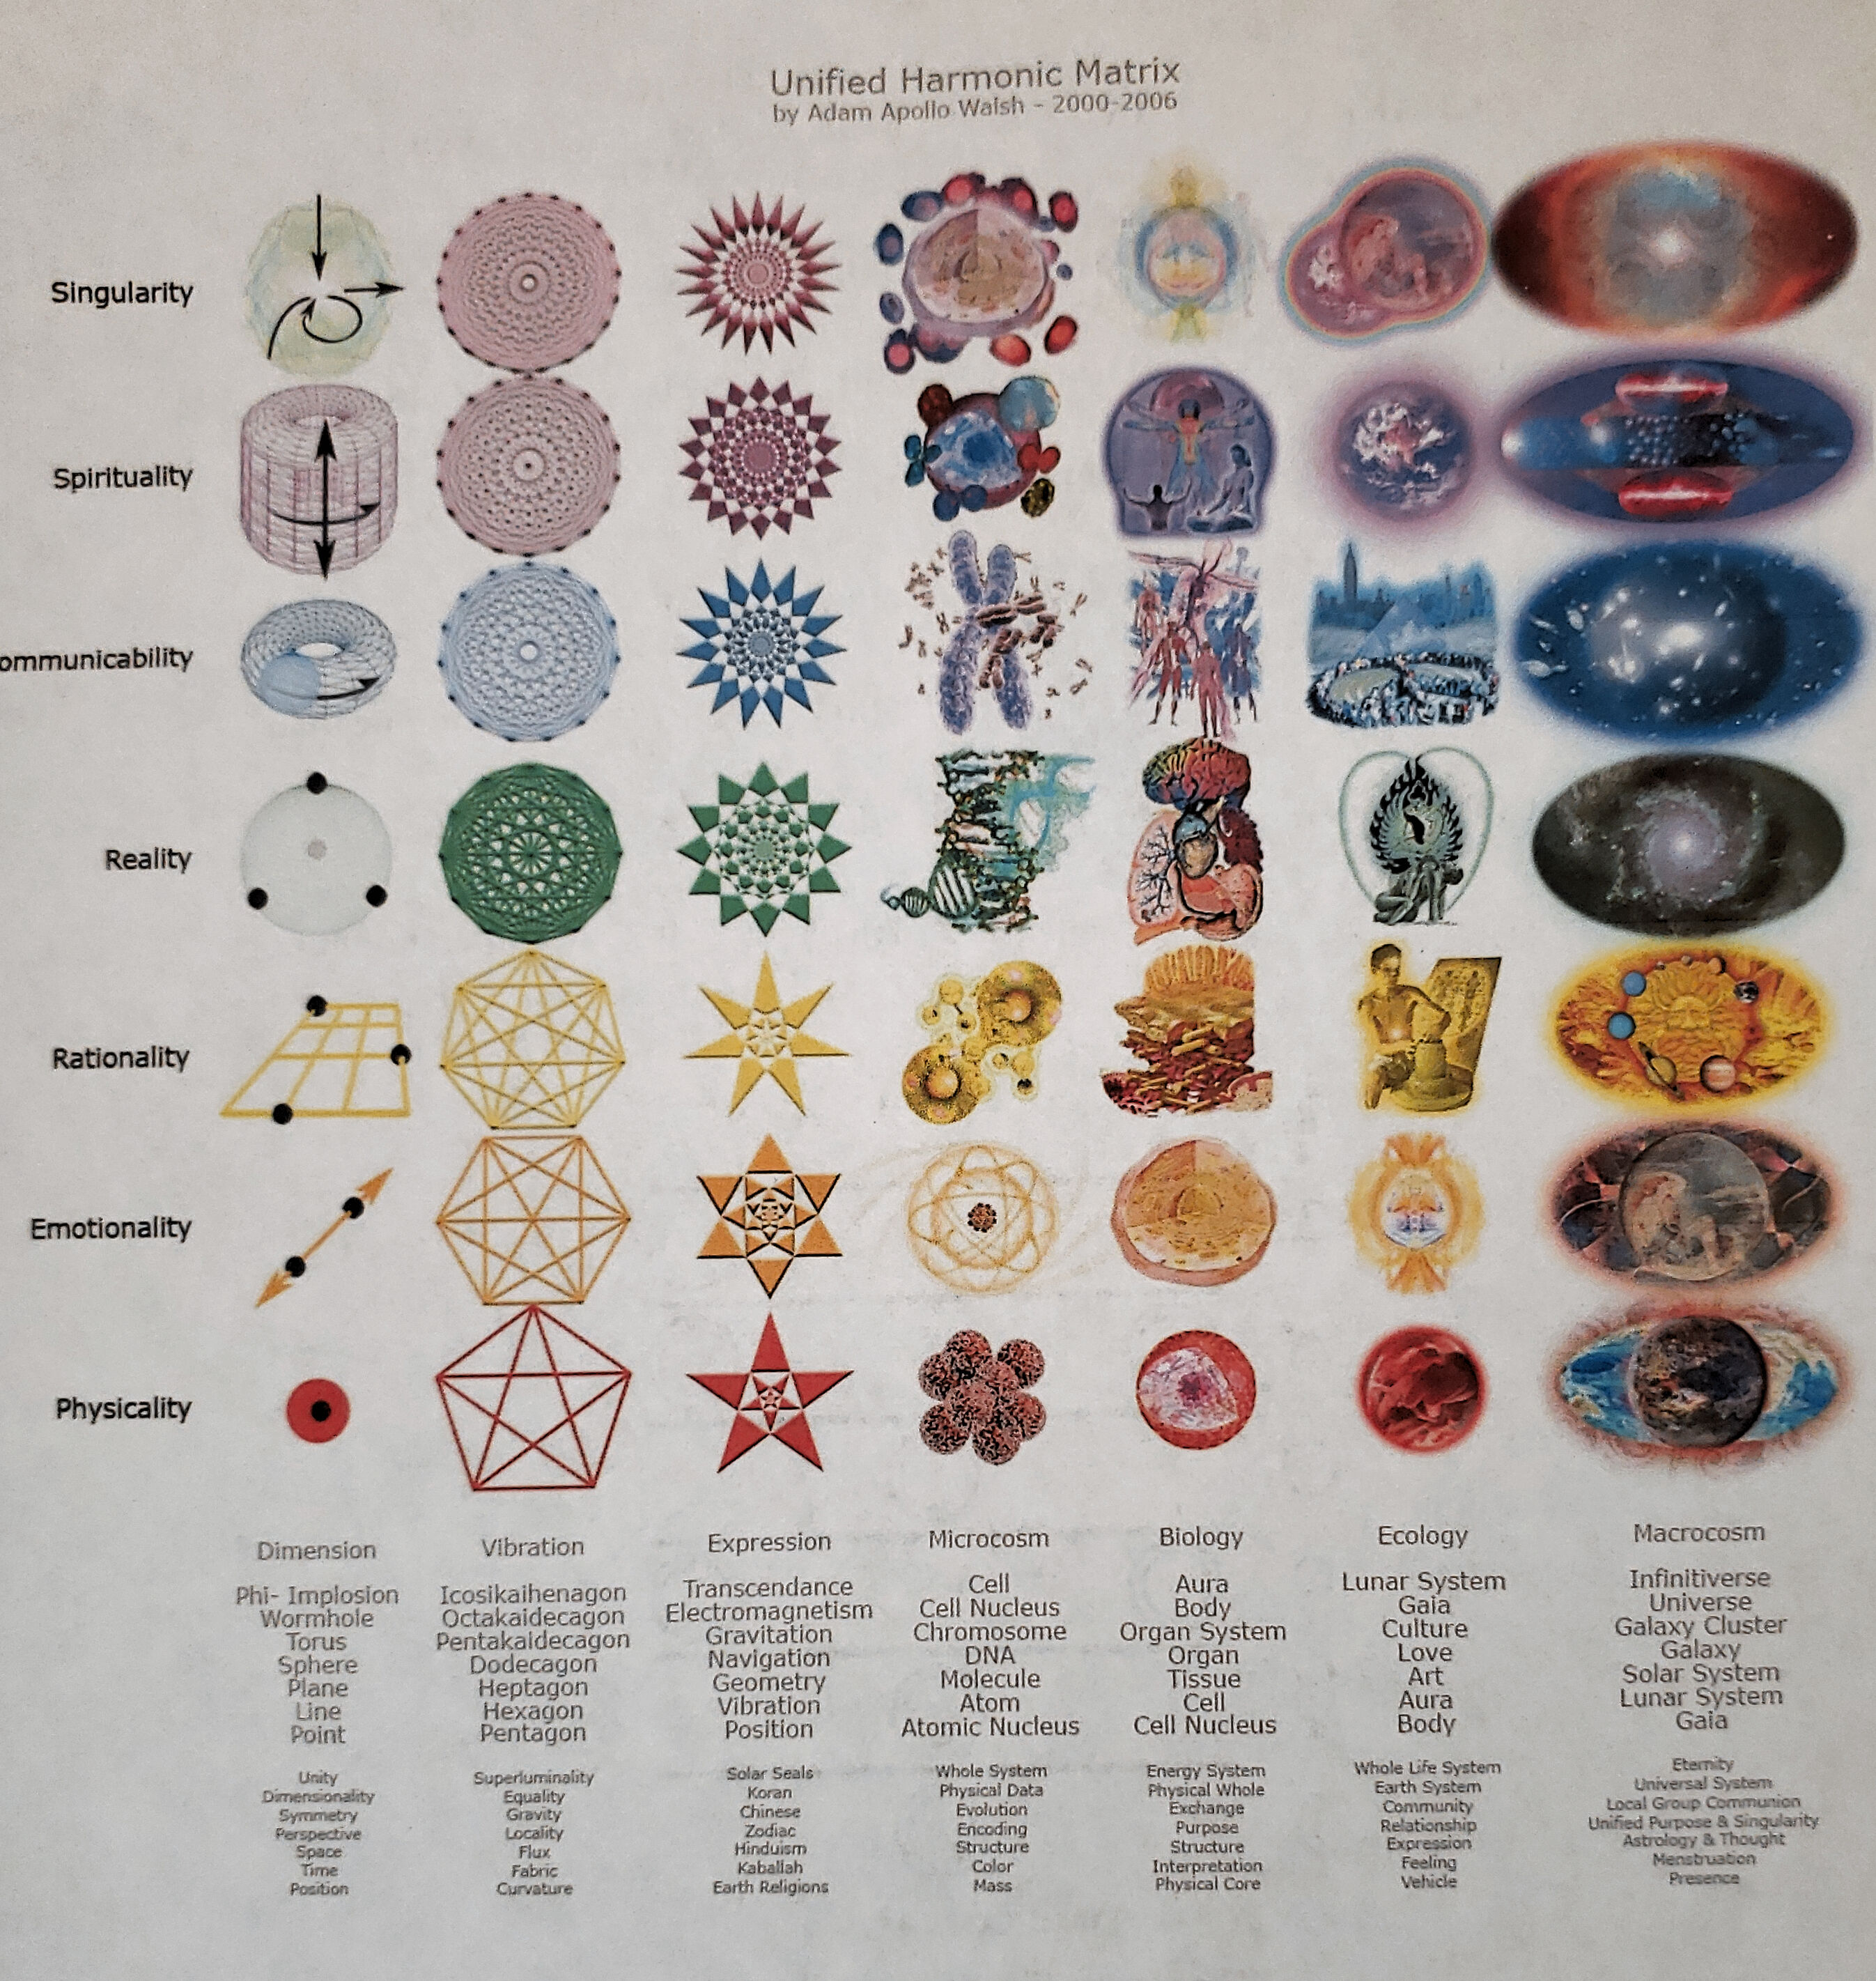 Unified Harmonic Matrix
by Adam Apollo Walsh - 2000-2006
Singularity
Spirituality
ommunicability
Reality
Rationality
Emotionality
Physicality
Dimension Vibration Expression Microcosm Biology Ecology Macrocosm
Phi- Implosion Icosikaihenagon Transcendance Cell Aura Lunar System Infinitiverse
Wormhole Octakaidecagon Electromagnetism Cell Nucleus Body Gaia Universe
Torus Pentakaidecagon Gravitation Chromosome Organ System Culture Galaxy Cluster
Sphere Dodecagon Navigation DNA Organ Love Galaxy
Plane Heptagon Geometry Molecule Tissue Art Solar System
Line Hexagon Vibration Atom Cell Aura Lunar System
Point Pentagon Position Atomic Nucleus Cell Nucleus Body Gaia
Unity Superluminality Solar Seals Whole System Energy System Whole Life System Eternity
Dimensionality Equality Koran Physical Data Physical Whole Earth System Universal System
Symmetry Gravity Chinese Evolution Exchange Community Local Group Communion
Perspective Locality Zodiac Encoding Purpose Relationship Unified Purpose & Singularity
Space Flux Hinduism Structure Structure Expression Astrology & Thought
Time Fabric Kaballah Color Interpretation Feeling Menstruation
Position Curvature Earth Religions Mass Physical Core Vehicle Presence